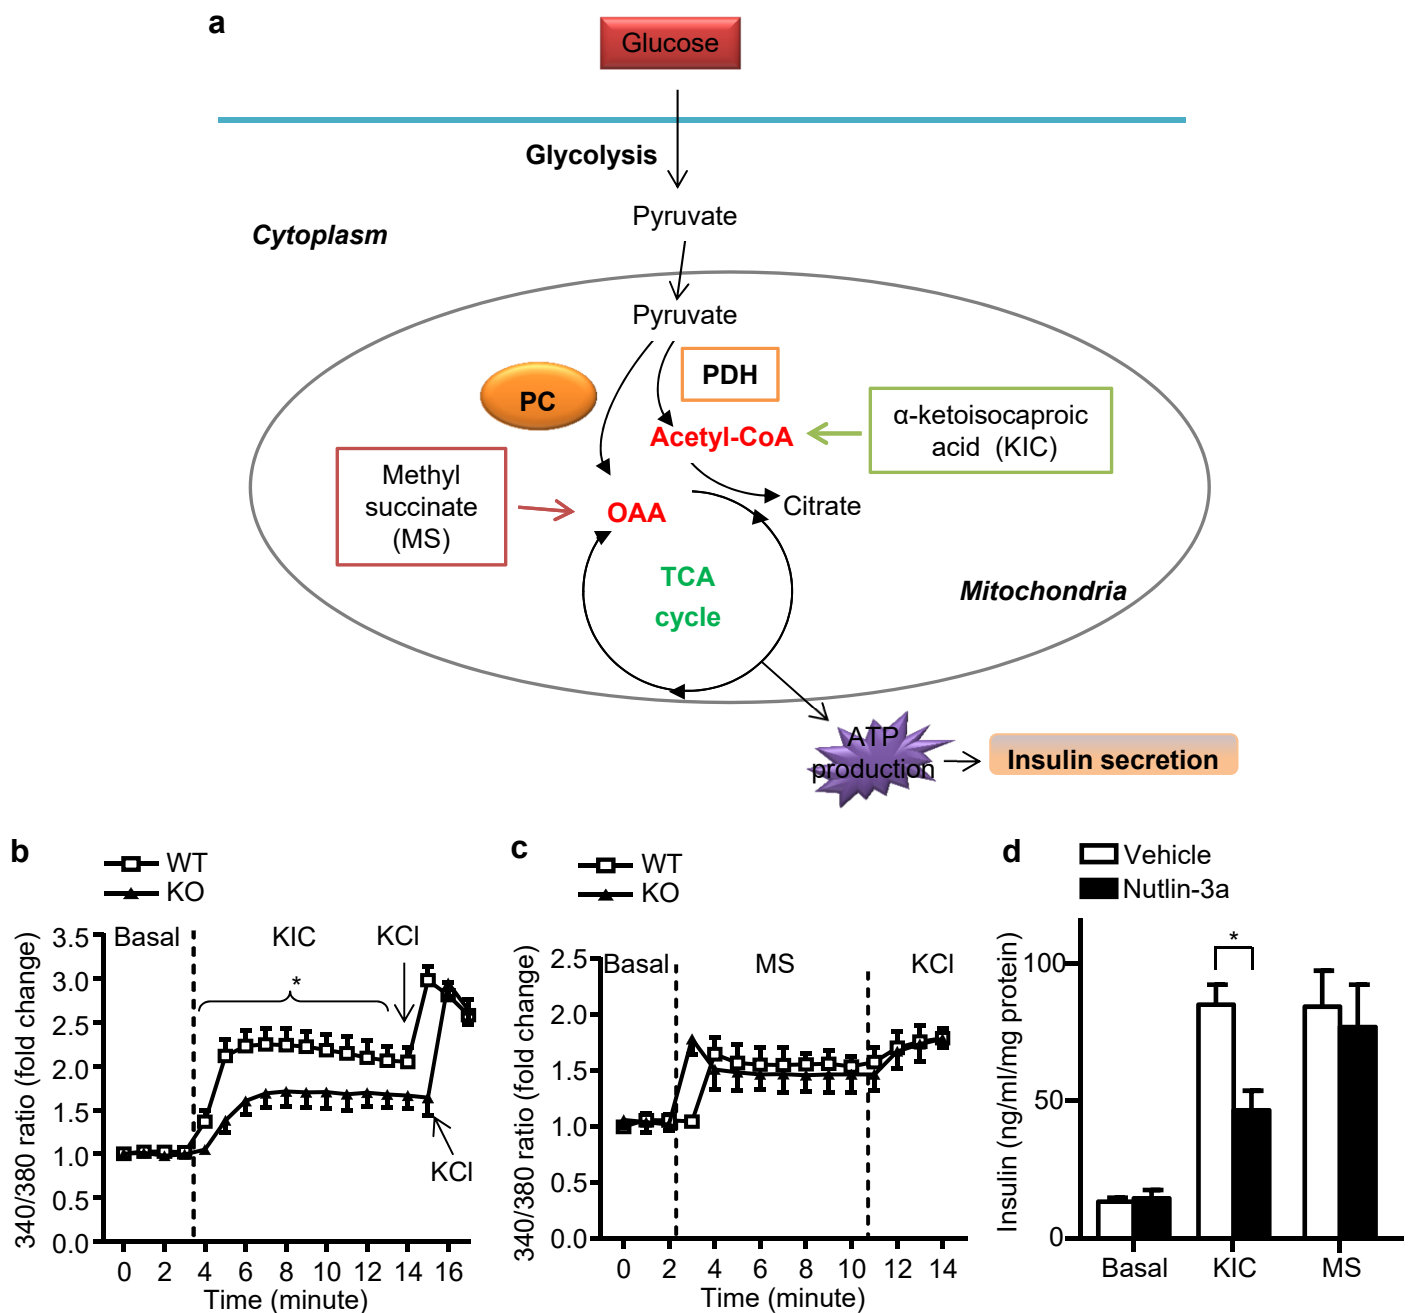 a
Glucose
Glycolysis
Pyruvate
Cytoplasm
Pyruvate
PDH
PC
α-ketoisocaproic
acid (KIC)
Acetyl-CoA
Methyl
succinate
(MS)
Citrate
OAA
TCA
cycle
Mitochondria
ATP
production
Insulin secretion
b
WT
KO
340/380 ratio (fold change)
3.5
3.0
2.5
2.0
1.5
1.0
0.5
0.0
Basal
KIC
KCl
*
KCl
0 2 4 6 8 10 12 14 16
Time (minute)
c
WT
KO
340/380 ratio (fold change)
2.5
2.0
1.5
1.0
0.5
0.0
Basal
MS
KCl
0 2 4 6 8 10 12 14
Time (minute)
d
Vehicle
Nutlin-3a
Insulin (ng/ml/mg protein)
100
50
0
*
Basal KIC MS